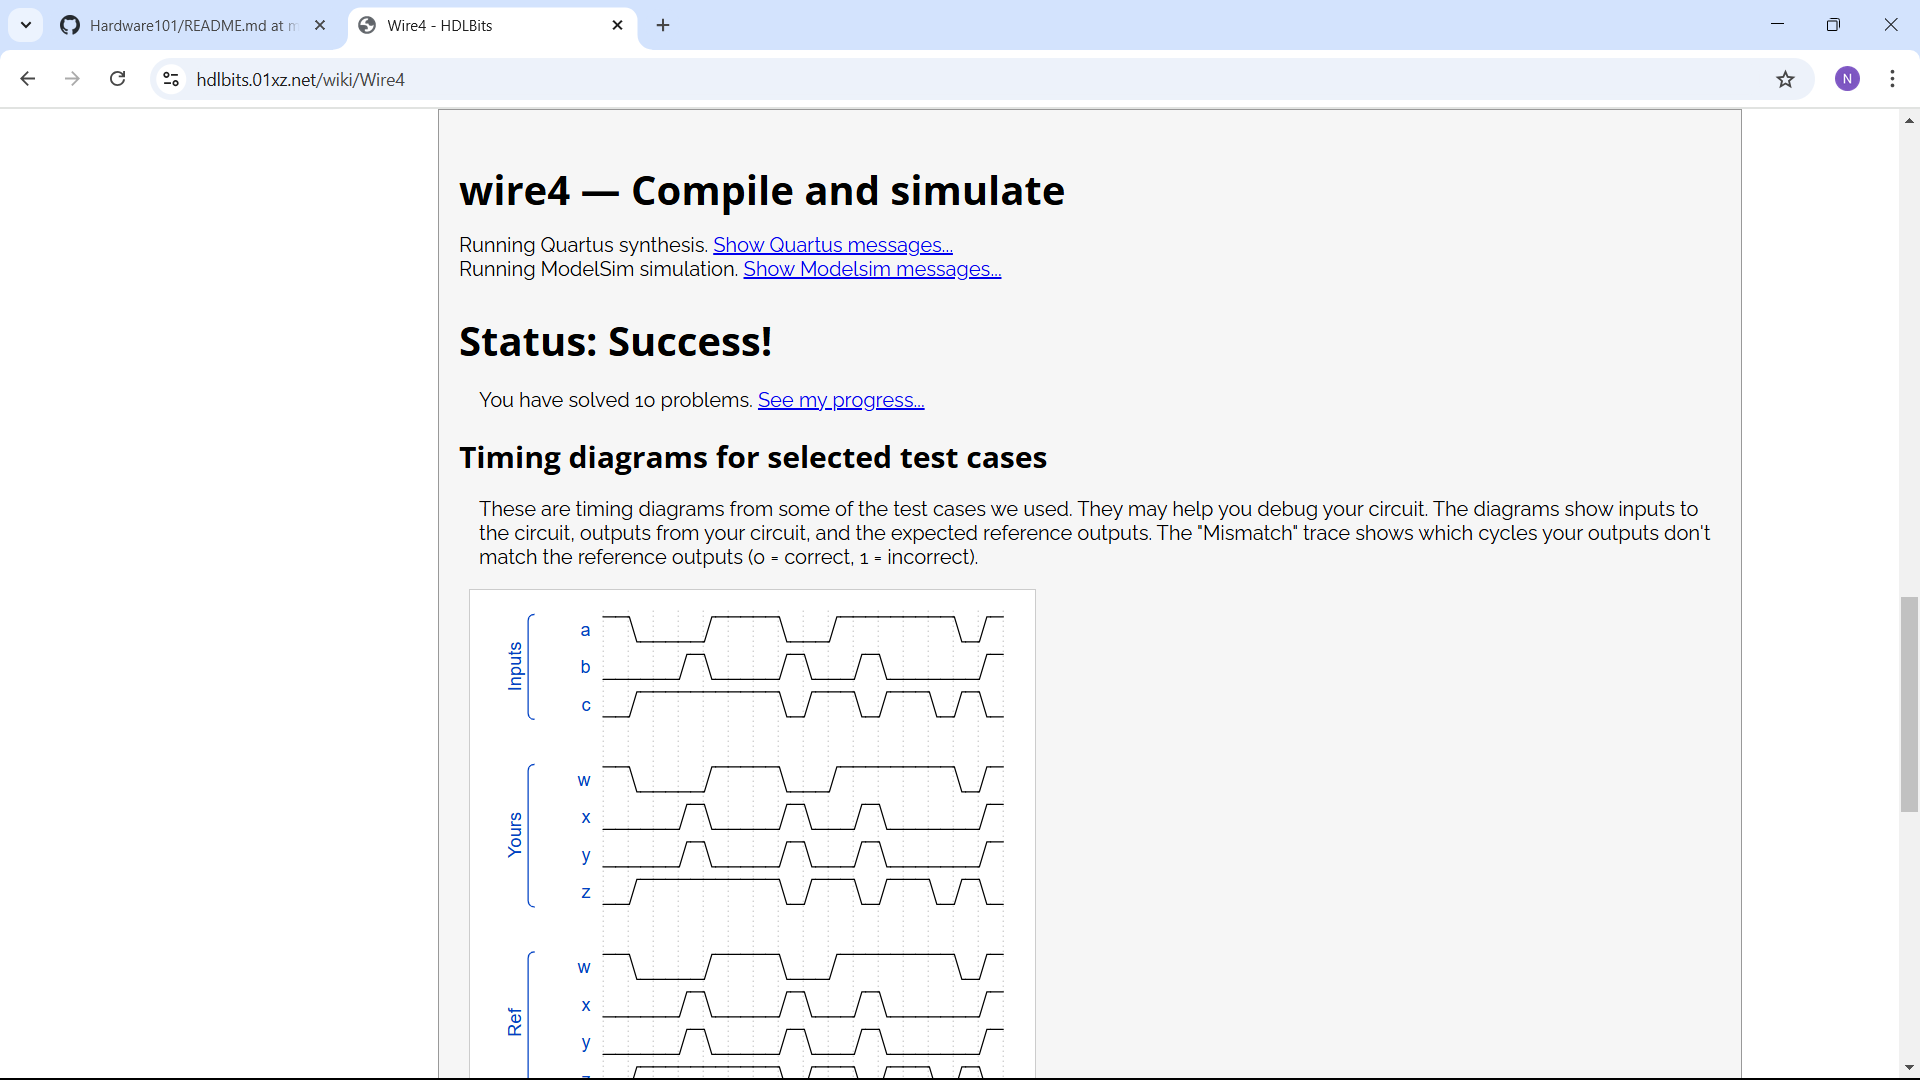 Hardware101/README.md at m
Wire4 - HDLBits
hdlbits.01xz.net/wiki/Wire4
N
wire4 — Compile and simulate
Running Quartus synthesis. Show Quartus messages...
Running ModelSim simulation. Show Modelsim messages...
Status: Success!
You have solved 10 problems. See my progress...
Timing diagrams for selected test cases
These are timing diagrams from some of the test cases we used. They may help you debug your circuit. The diagrams show inputs to
the circuit, outputs from your circuit, and the expected reference outputs. The "Mismatch" trace shows which cycles your outputs don't
match the reference outputs (0 = correct, 1 = incorrect).
Inputs
a
b
c
Yours
w
x
y
z
Ref
w
x
y